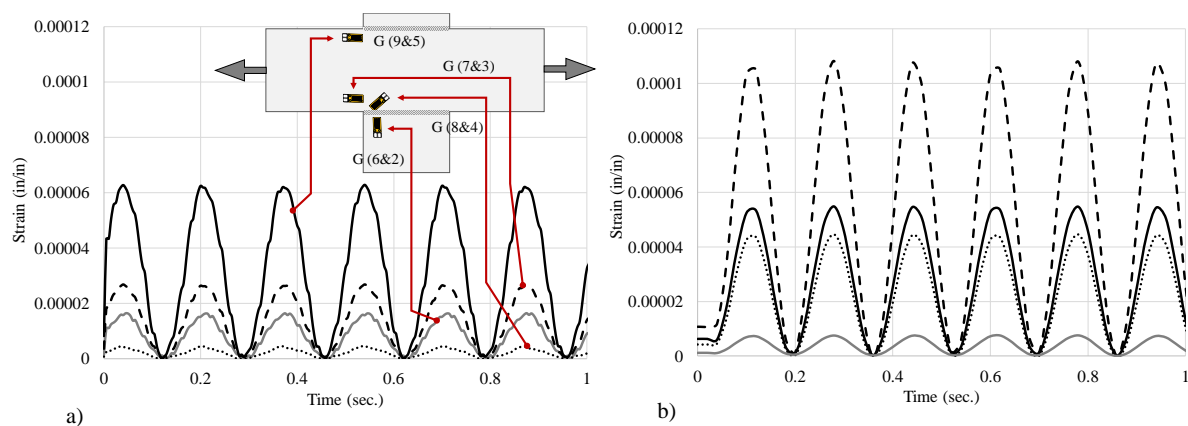 0.00012
0.0001
0.00008
0.00006
0.00004
0.00002
0
Strain (in/in)
0
0.2
0.4
0.6
0.8
1
Time (sec.)
a)
G (9&5)
G (7&3)
G (8&4)
G (6&2)
0.00012
0.0001
0.00008
0.00006
0.00004
0.00002
0
Strain (in/in)
0
0.2
0.4
0.6
0.8
1
Time (sec.)
b)